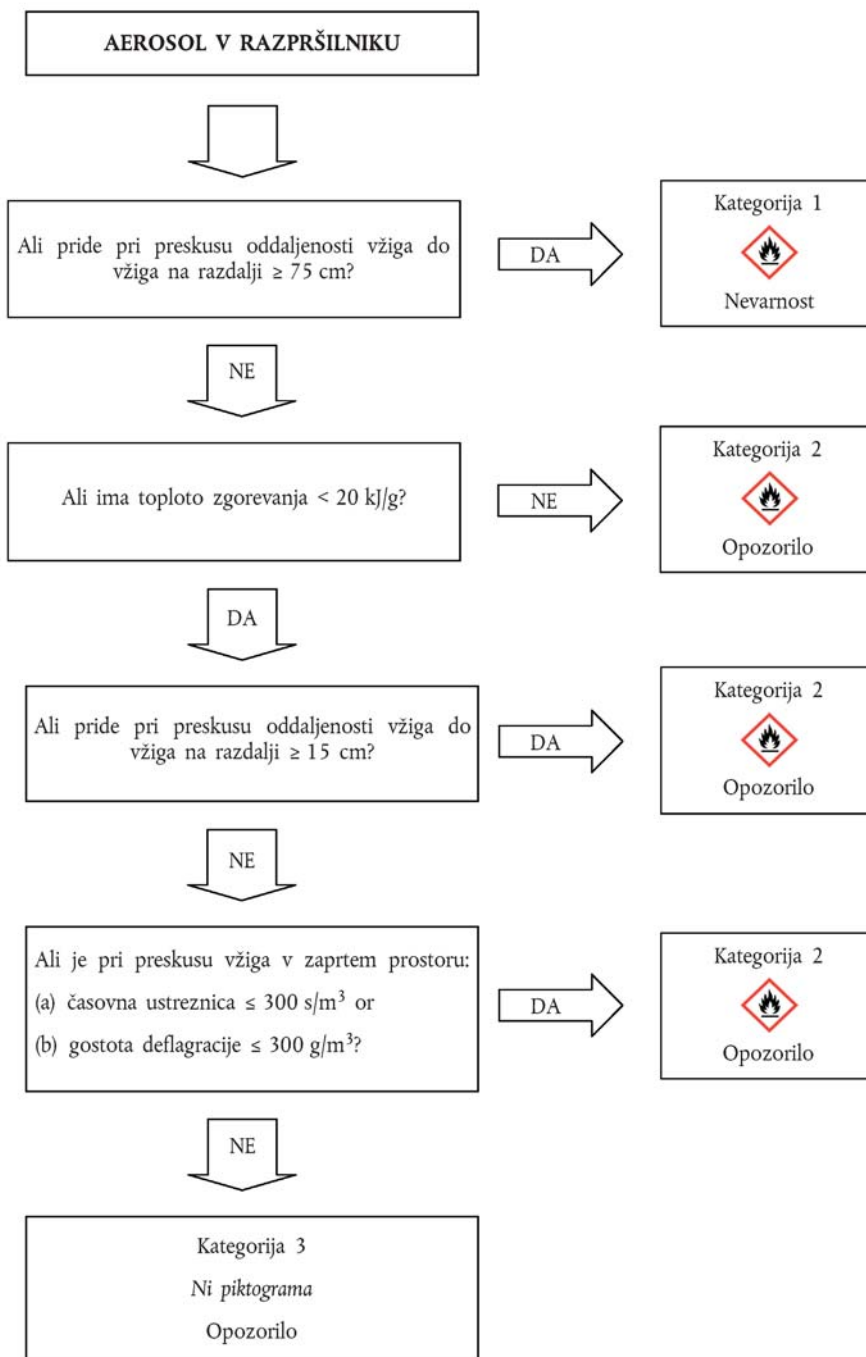 AEROSOL V RAZPRŠILNIKU
Ali pride pri preskusu oddaljenosti vžiga do
vžiga na razdalji ≥ 75 cm?
DA
Kategorija 1
Nevarnost
NE
Ali ima toploto zgorevanja < 20 kJ/g?
NE
Kategorija 2
Opozorilo
DA
Ali pride pri preskusu oddaljenosti vžiga do
vžiga na razdalji ≥ 15 cm?
DA
Kategorija 2
Opozorilo
NE
Ali je pri preskusu vžiga v zaprtem prostoru:
(a) časovna ustreznica ≤ 300 s/m³ or
(b) gostota deflagracije ≤ 300 g/m³?
DA
Kategorija 2
Opozorilo
NE
Kategorija 3
Ni piktograma
Opozorilo